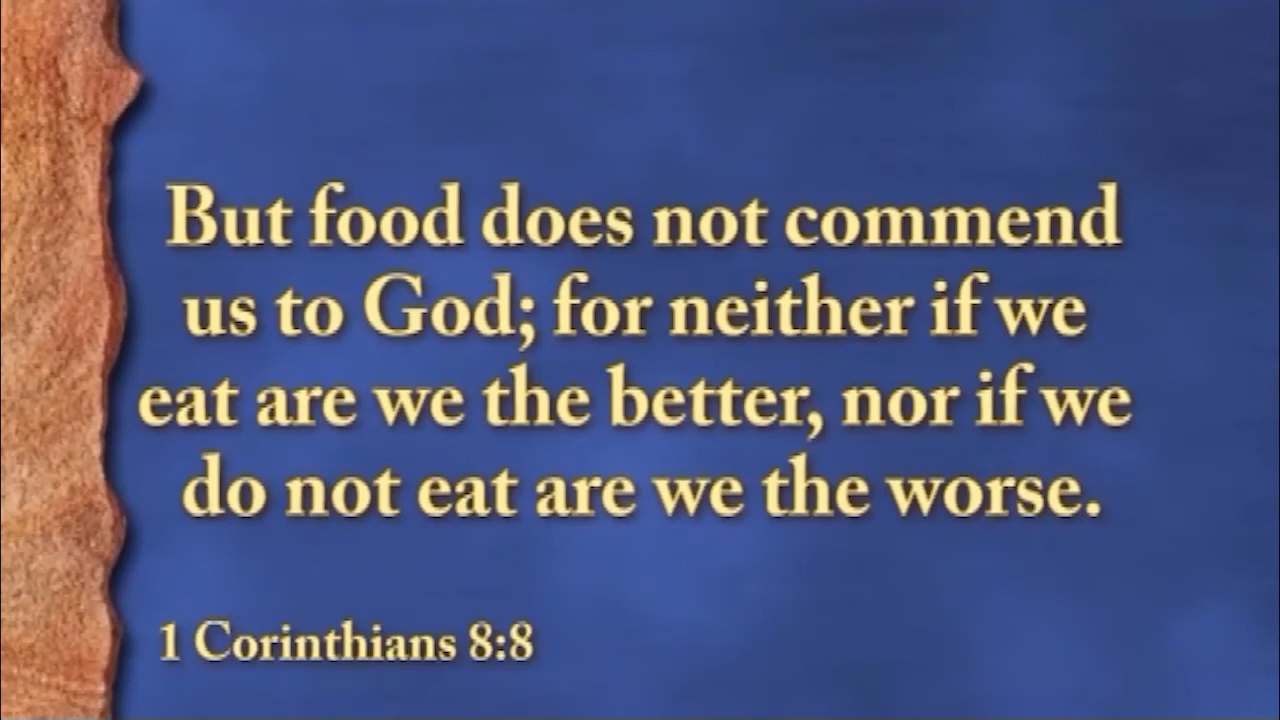 But food does not commend
us to God; for neither if we
eat are we the better, nor if we
do not eat are we the worse.
1 Corinthians 8:8